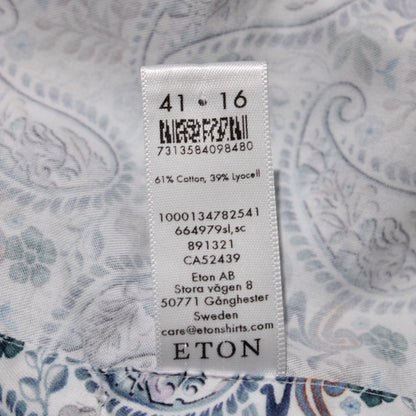 41 • 16
7313584098480
61% Cotton, 39% Lyocell
1000134782541
664979sl,sc
891321
CA52439
Eton AB
Stora vägen 8
50771 Gånghester
Sweden
care@etonshirts.com
ETON